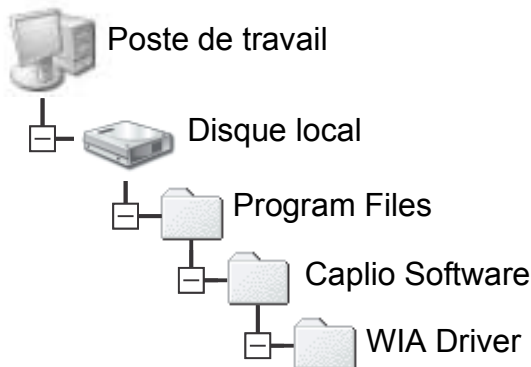 Poste de travail
Disque local
Program Files
Caplio Software
WIA Driver